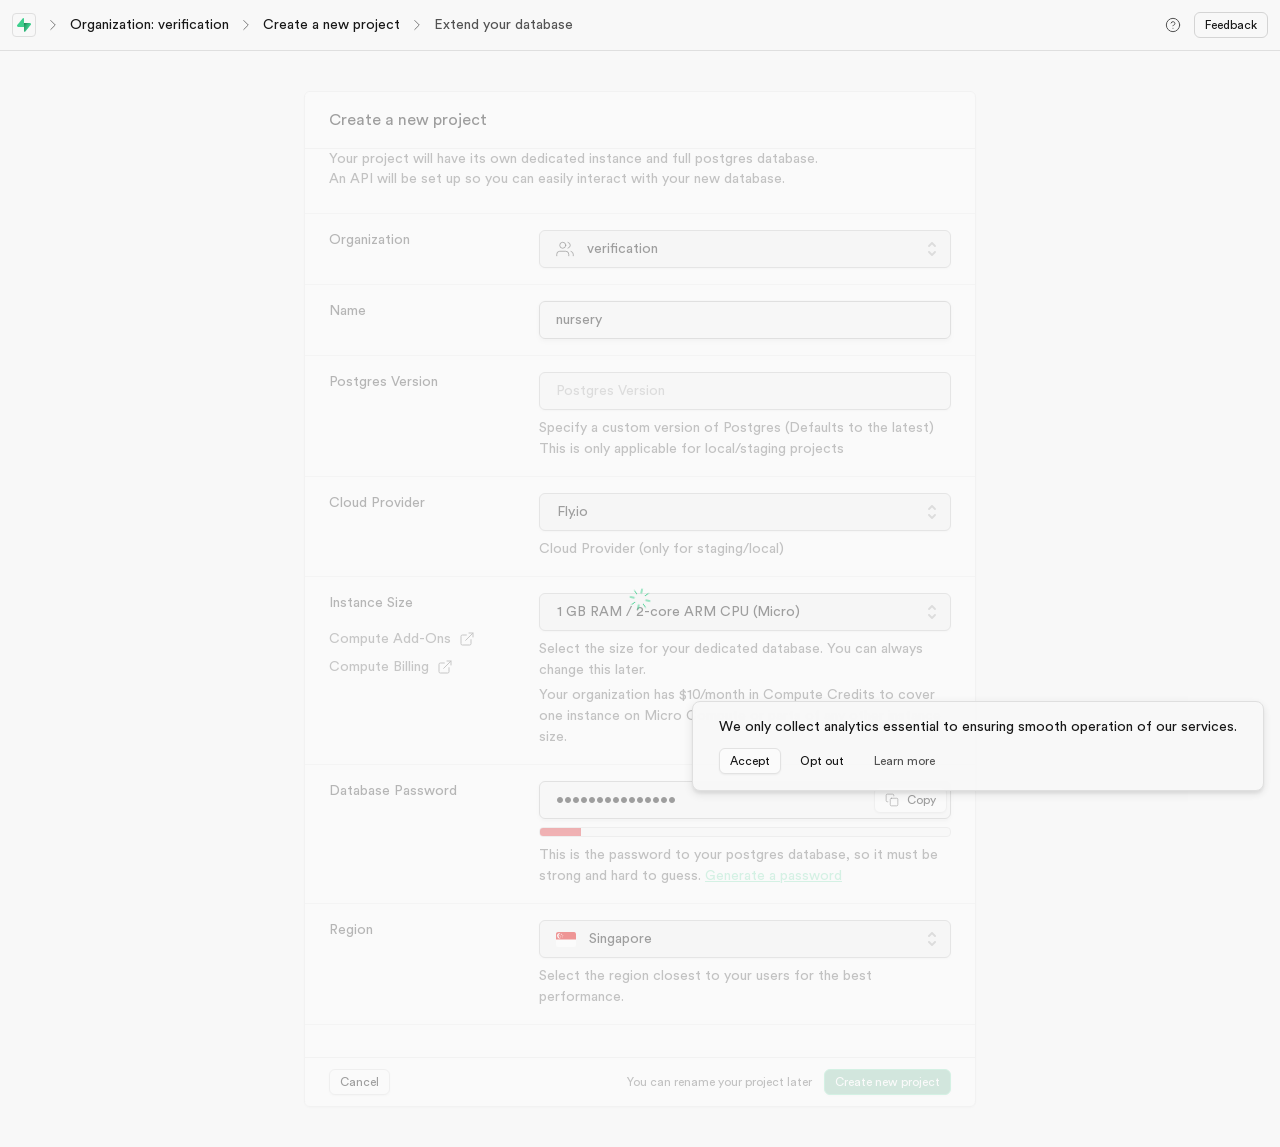 Organization: verification
Create a new project
Extend your database
Feedback
Create a new project
Your project will have its own dedicated instance and full postgres database.
An API will be set up so you can easily interact with your new database.
Organization
verification
Name
nursery
Postgres Version
Postgres Version
Specify a custom version of Postgres (Defaults to the latest)
This is only applicable for local/staging projects
Cloud Provider
Fly.io
Cloud Provider (only for staging/local)
Instance Size
1 GB RAM / 2-core ARM CPU (Micro)
Compute Add-Ons
Compute Billing
Select the size for your dedicated database. You can always
change this later.
Your organization has $10/month in Compute Credits to cover
one instance on Micro
size.
We only collect analytics essential to ensuring smooth operation of our services.
Accept
Opt out
Learn more
Database Password
•••••••••••••••
Copy
This is the password to your postgres database, so it must be
strong and hard to guess. Generate a password
Region
Singapore
Select the region closest to your users for the best
performance.
Cancel
You can rename your project later
Create new project